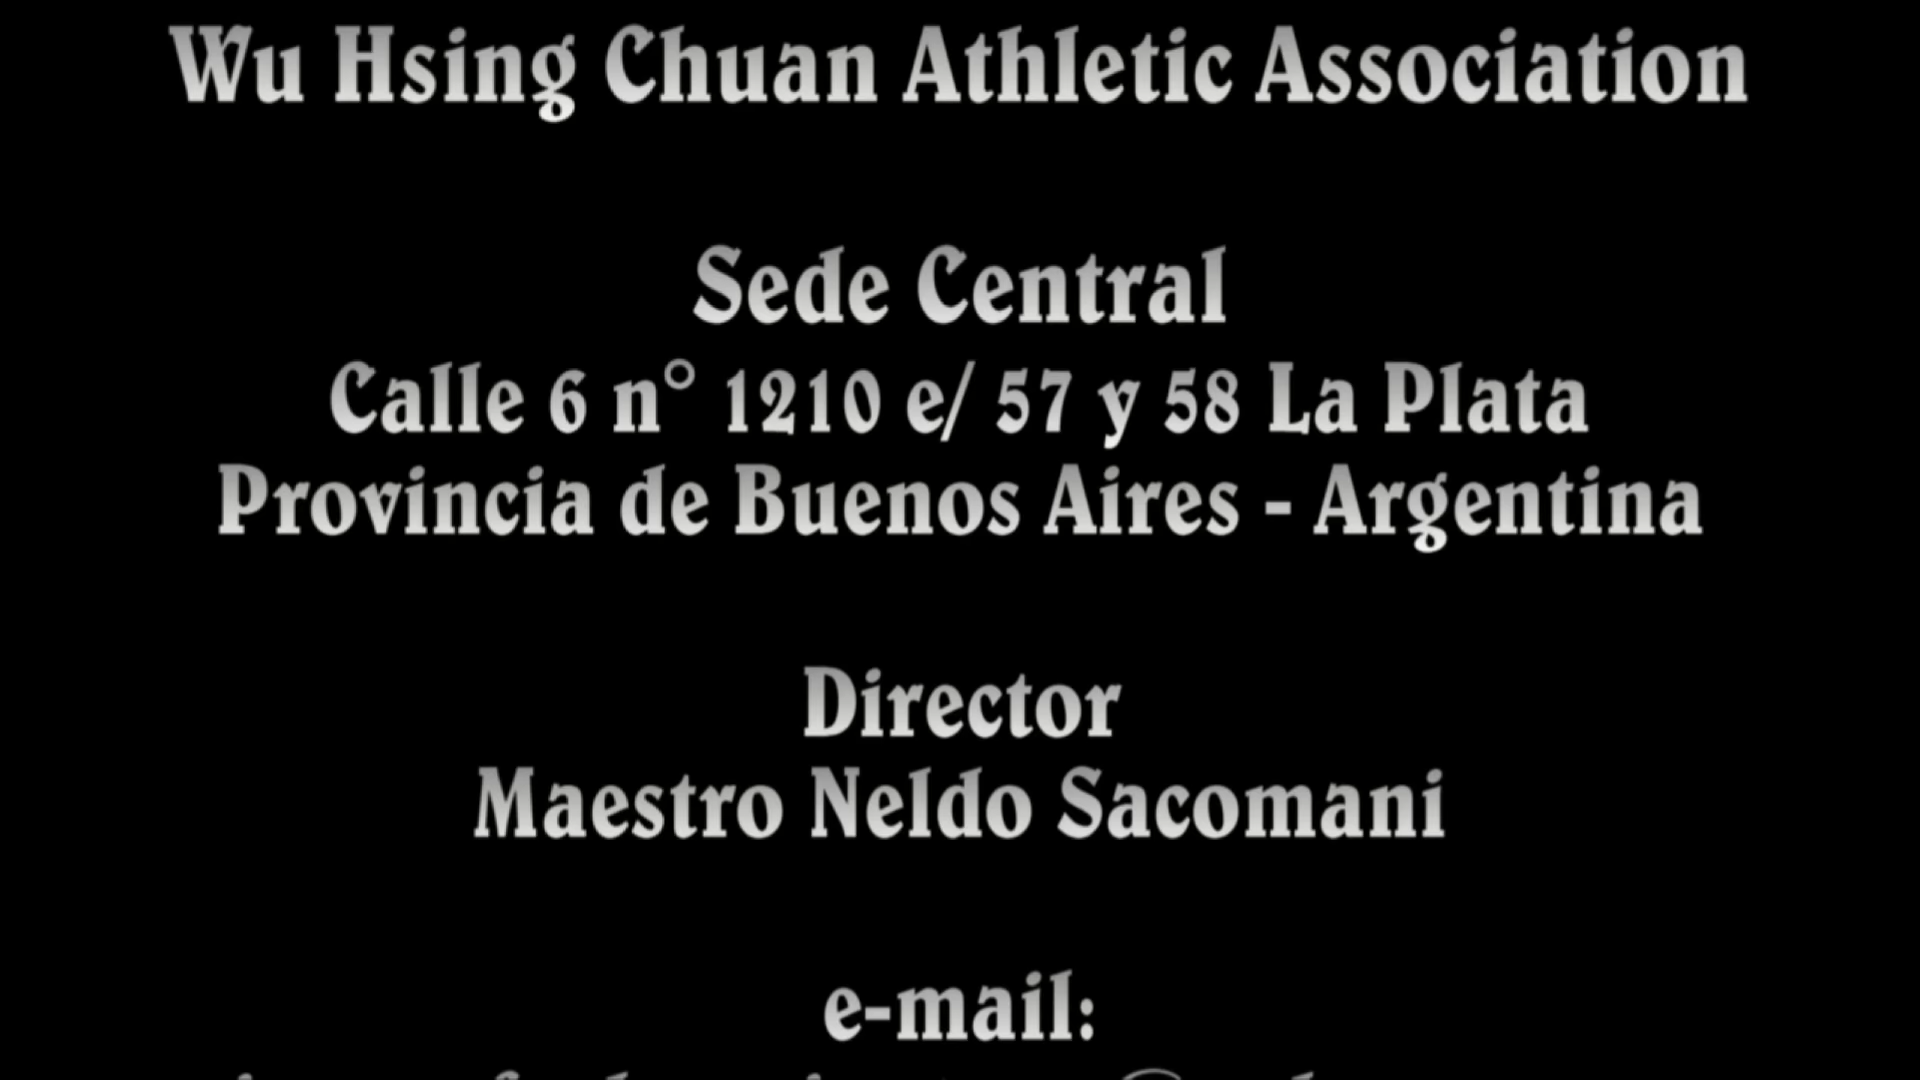 Wu Hsing Chuan Athletic Association
Sede Central
Calle 6 n° 1210 e/ 57 y 58 La Plata
Provincia de Buenos Aires - Argentina
Director
Maestro Neldo Sacomani
e-mail: